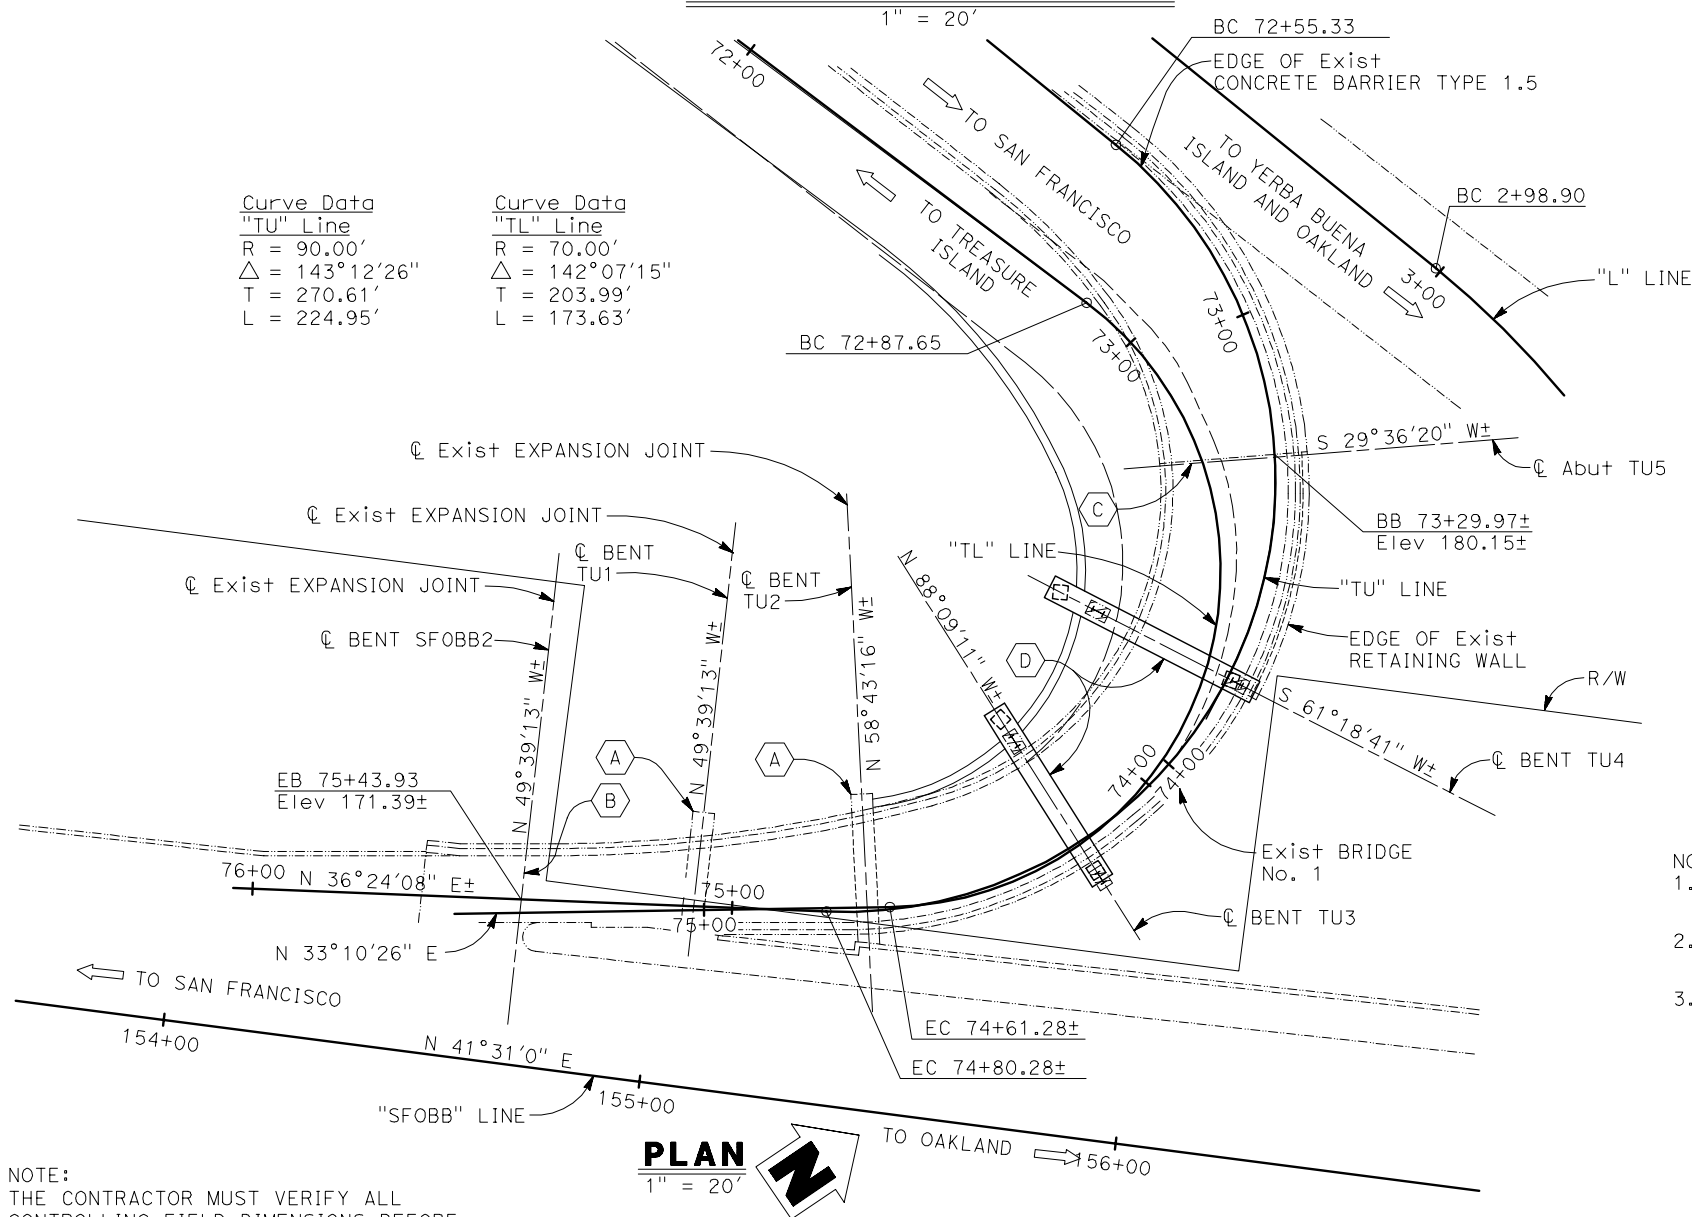 1" = 20'
BC 72+55.33
EDGE OF Exist
CONCRETE BARRIER TYPE 1.5
72+00
TO SAN FRANCISCO
TO YERBA BUENA
ISLAND AND OAKLAND
BC 2+98.90
3+00
"L" LINE
Curve Data
"TU" Line
R = 90.00'
△ = 143°12'26"
T = 270.61'
L = 224.95'
Curve Data
"TL" Line
R = 70.00'
△ = 142°07'15"
T = 203.99'
L = 173.63'
TO TREASURE
ISLAND
73+00
BC 72+87.65
73+00
S 29°36'20" W±
℄ Abut TU5
℄ Exist EXPANSION JOINT
℄ Exist EXPANSION JOINT
℄ BENT
TU1
℄ Exist EXPANSION JOINT
℄ BENT
TU2
℄ BENT SFOBB2
C
BB 73+29.97±
Elev 180.15±
"TL" LINE
"TU" LINE
EDGE OF Exist
RETAINING WALL
R/W
N 88°09'11" W±
D
N 49°39'13" W±
N 49°39'13" W±
N 58°43'16" W±
S 61°18'41" W±
℄ BENT TU4
A
A
B
EB 75+43.93
Elev 171.39±
74+00
74+00
Exist BRIDGE
No. 1
℄ BENT TU3
76+00
N 36°24'08" E±
75+00
75+00
N 33°10'26" E
TO SAN FRANCISCO
154+00
N 41°31'0" E
EC 74+61.28±
EC 74+80.28±
"SFOBB" LINE
155+00
TO OAKLAND
156+00
PLAN
1" = 20'
N
NOTE:
THE CONTRACTOR MUST VERIFY ALL
CONTROLLING FIELD DIMENSIONS BEFORE
1.
2.
3.